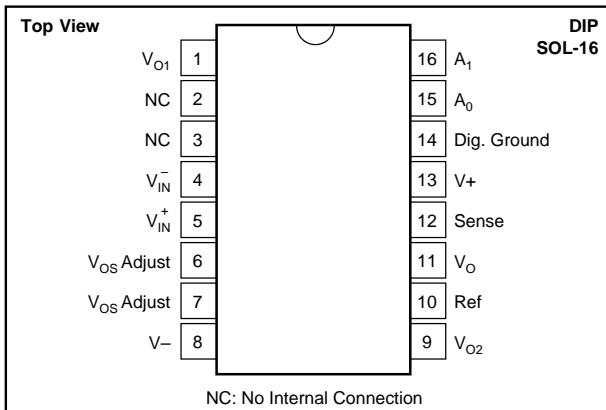 Top View
DIP
SOL-16
V_O1 1
NC 2
NC 3
V_IN^– 4
V_IN^+ 5
V_OS Adjust 6
V_OS Adjust 7
V– 8
16 A_1
15 A_0
14 Dig. Ground
13 V+
12 Sense
11 V_O
10 Ref
9 V_O2
NC: No Internal Connection